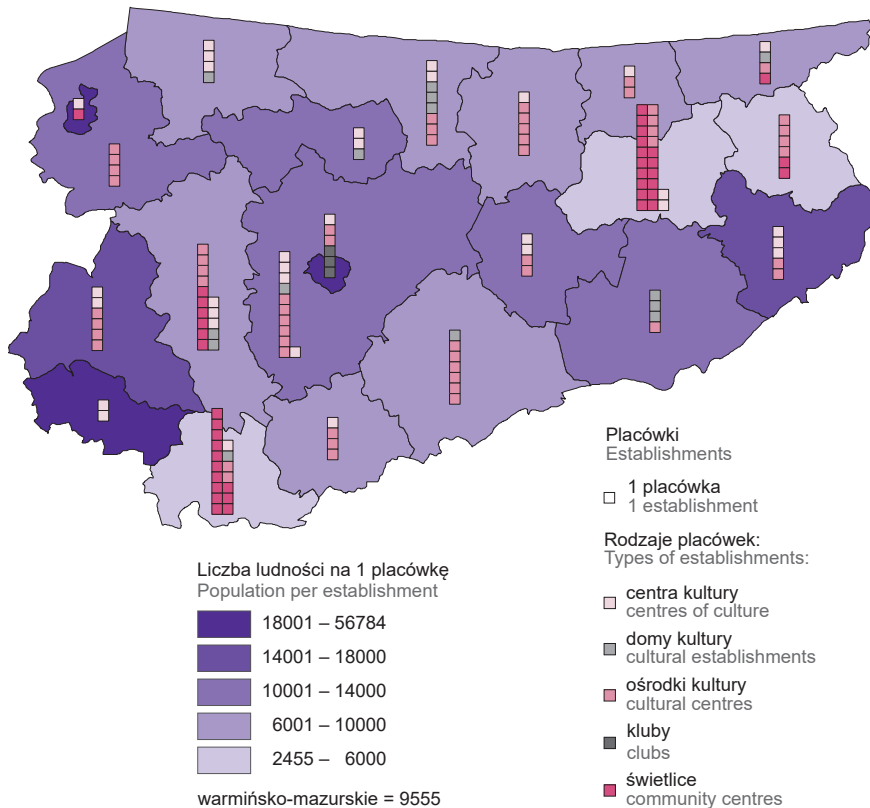 Placówki
Establishments
1 placówka
1 establishment
Rodzaje placówek:
Types of establishments:
centra kultury
centres of culture
domy kultury
cultural establishments
ośrodki kultury
cultural centres
kluby
clubs
świetlice
community centres
Liczba ludności na 1 placówkę
Population per establishment
18001 – 56784
14001 – 18000
10001 – 14000
6001 – 10000
2455 – 6000
warmińsko-mazurskie = 9555